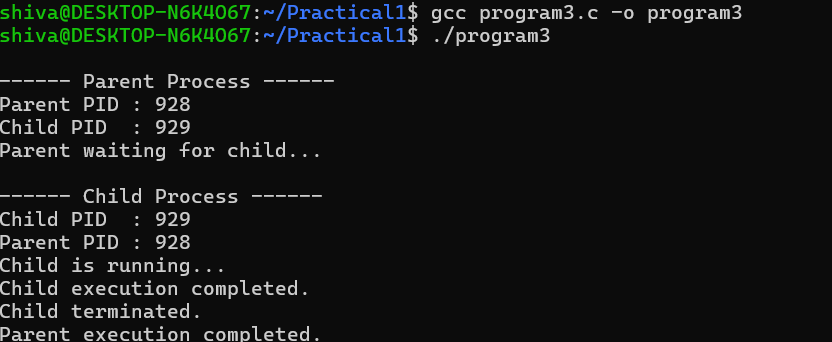 shiva@DESKTOP-N6K4O67:~/Practical1$ gcc program3.c -o program3
shiva@DESKTOP-N6K4O67:~/Practical1$ ./program3
------ Parent Process ------
Parent PID : 928
Child PID  : 929
Parent waiting for child...
------ Child Process ------
Child PID  : 929
Parent PID : 928
Child is running...
Child execution completed.
Child terminated.
Parent execution completed.